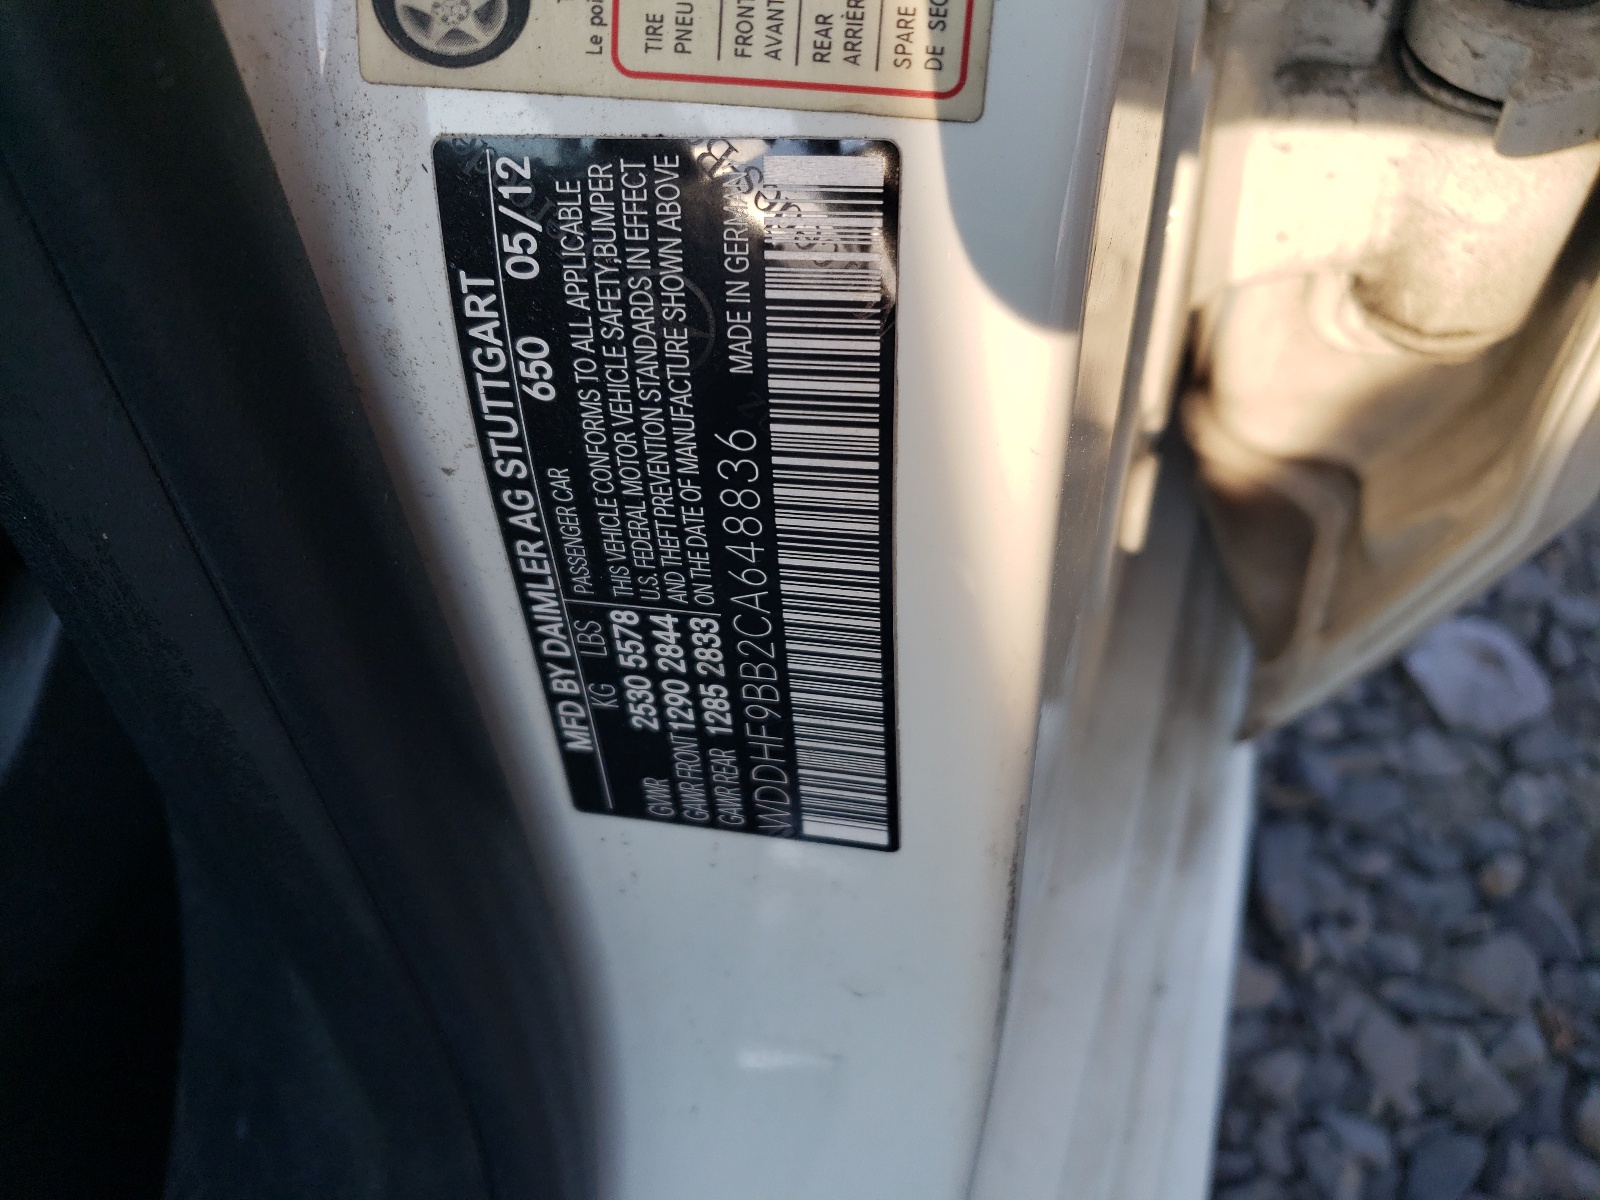 Le poi
TIRE
PNEU
FRONT
AVANT
REAR
ARRIÈR
SPARE
DE SEC
MFD BY DAIMLER AG STUTTGART
650 05/12
KG LBS PASSENGER CAR
GVWR 2530 5578 THIS VEHICLE CONFORMS TO ALL APPLICABLE
U.S. FEDERAL MOTOR VEHICLE SAFETY,BUMPER
GAWR FRONT 1290 2844 AND THEFT PREVENTION STANDARDS IN EFFECT
GAWR REAR 1285 2833 ON THE DATE OF MANUFACTURE SHOWN ABOVE
WDDHF9BB2CA648836 MADE IN GERMANY